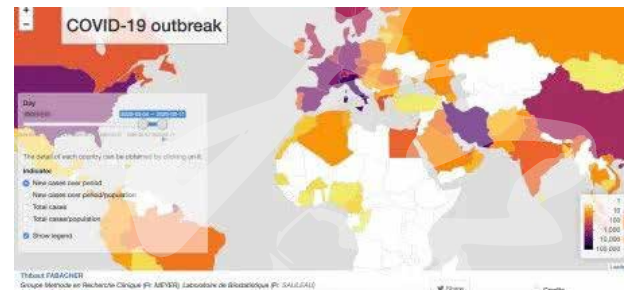 +
−
COVID-19 outbreak
Day
The detail of each country can be obtained by clicking on it.
Indicator
New cases over period
New cases over period/population
Total cases
Total cases/population
Show legend
1
10
100
1,000
10,000
100,000
Thibaut FABACHER
Groupe Methode en Recherche Clinique (Pr. MEYER), Laboratoire de Biostatistique (Pr. SAULEAU)
Share
Credits